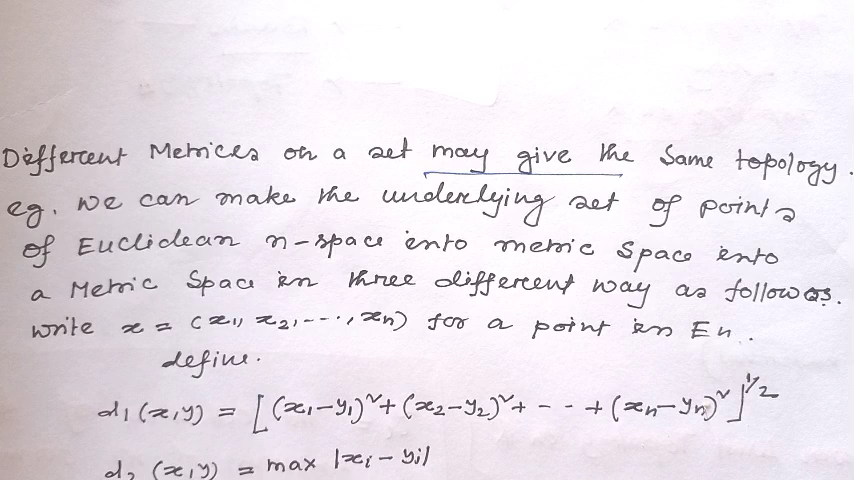 Different Metrices on a set may give the same topology.
eg. we can make the underlying set of points
of Euclidean n-space into metric space into
a Metric Space in three different way as follows.
write x = (x1, x2, ---, xn) for a point in En.
define.
d1 (x,y) = [(x1-y1)²+(x2-y2)²+ - - +(xn-yn)²]^1/2
d2 (x,y) = max |xi - yi|